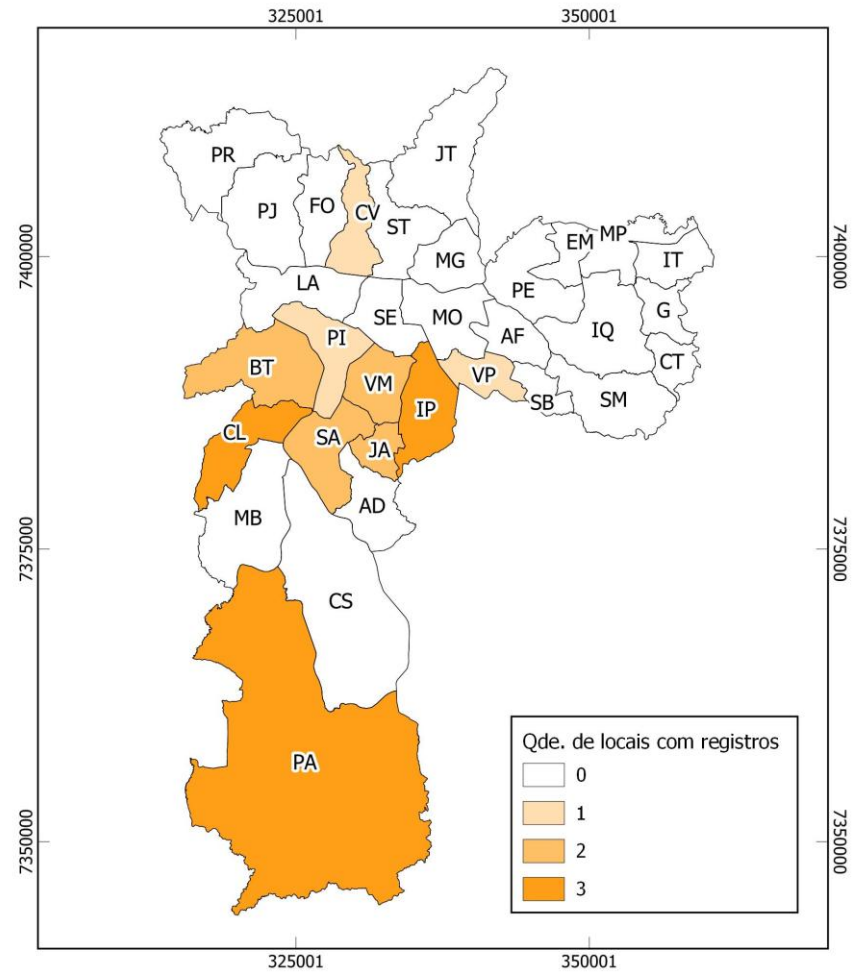 325001 350001
JT
PR
PJ FO CV ST
EM MP
7400000 MG IT 7400000
LA PE
SE MO G
PI AF IQ
BT VM VP CT
IP SB SM
CL SA JA
MB AD
7375000 7375000
CS
Qde. de locais com registros
PA 0
1
7350000 2 7350000
3
325001 350001